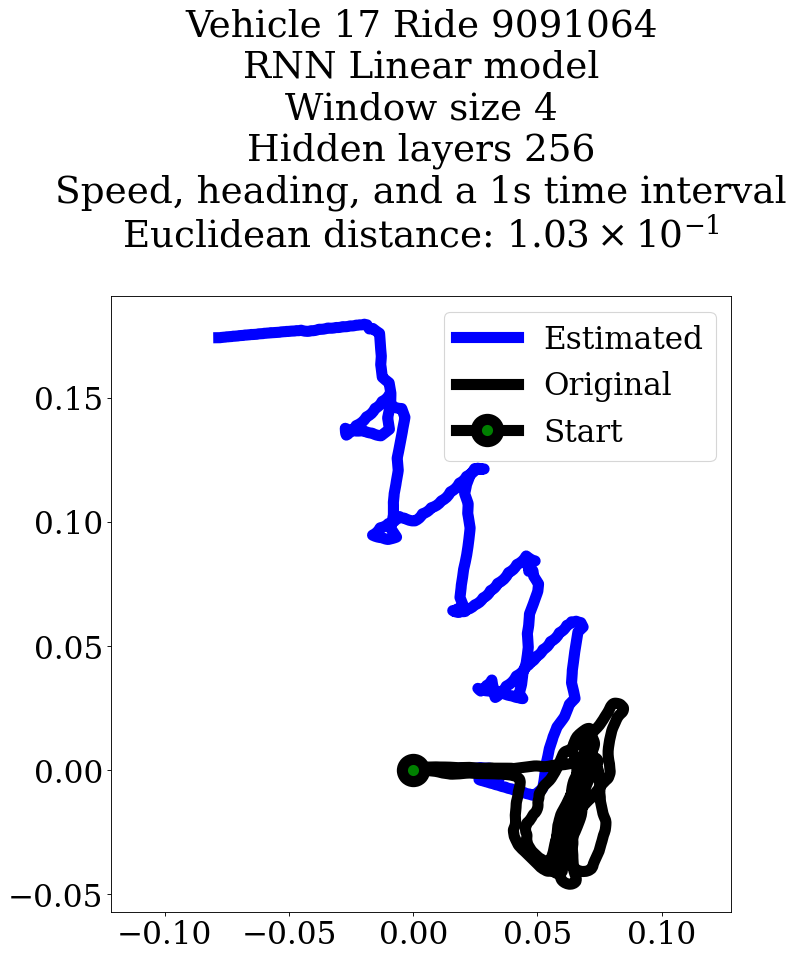 Vehicle 17 Ride 9091064
RNN Linear model
Window size 4
Hidden layers 256
Speed, heading, and a 1s time interval
Euclidean distance: 1.03 × 10⁻¹
Estimated
Original
Start
0.15
0.10
0.05
0.00
−0.05
−0.10 −0.05 0.00 0.05 0.10